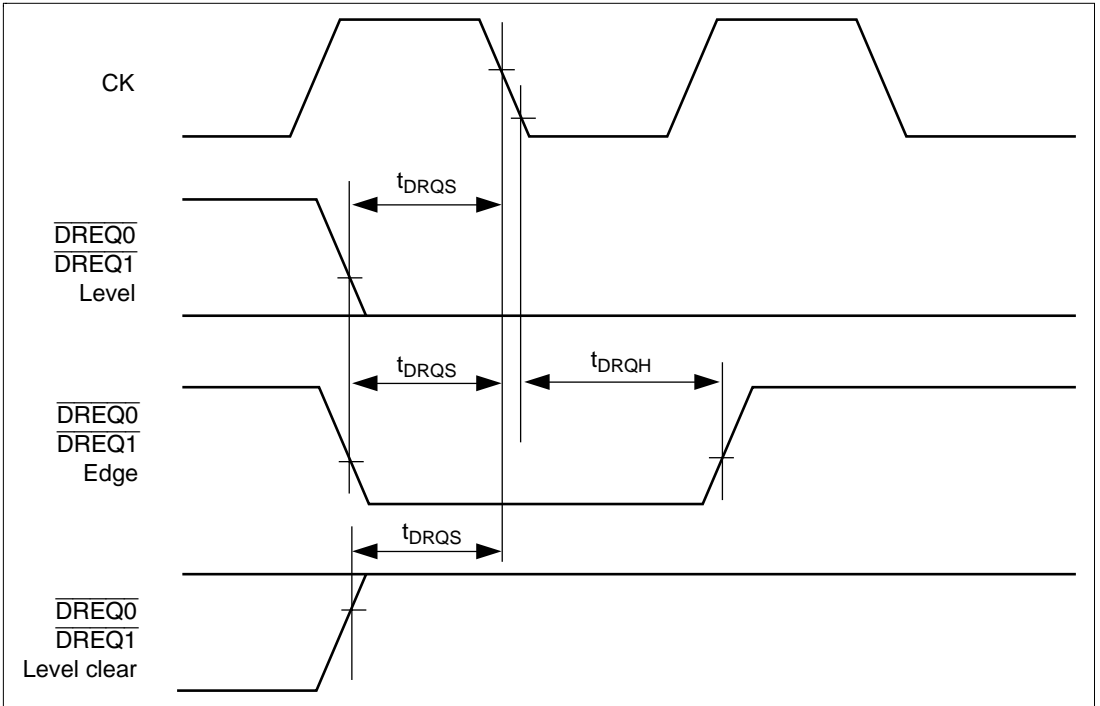 CK
tDRQS
DREQ0
DREQ1
Level
tDRQS
tDRQH
DREQ0
DREQ1
Edge
tDRQS
DREQ0
DREQ1
Level clear